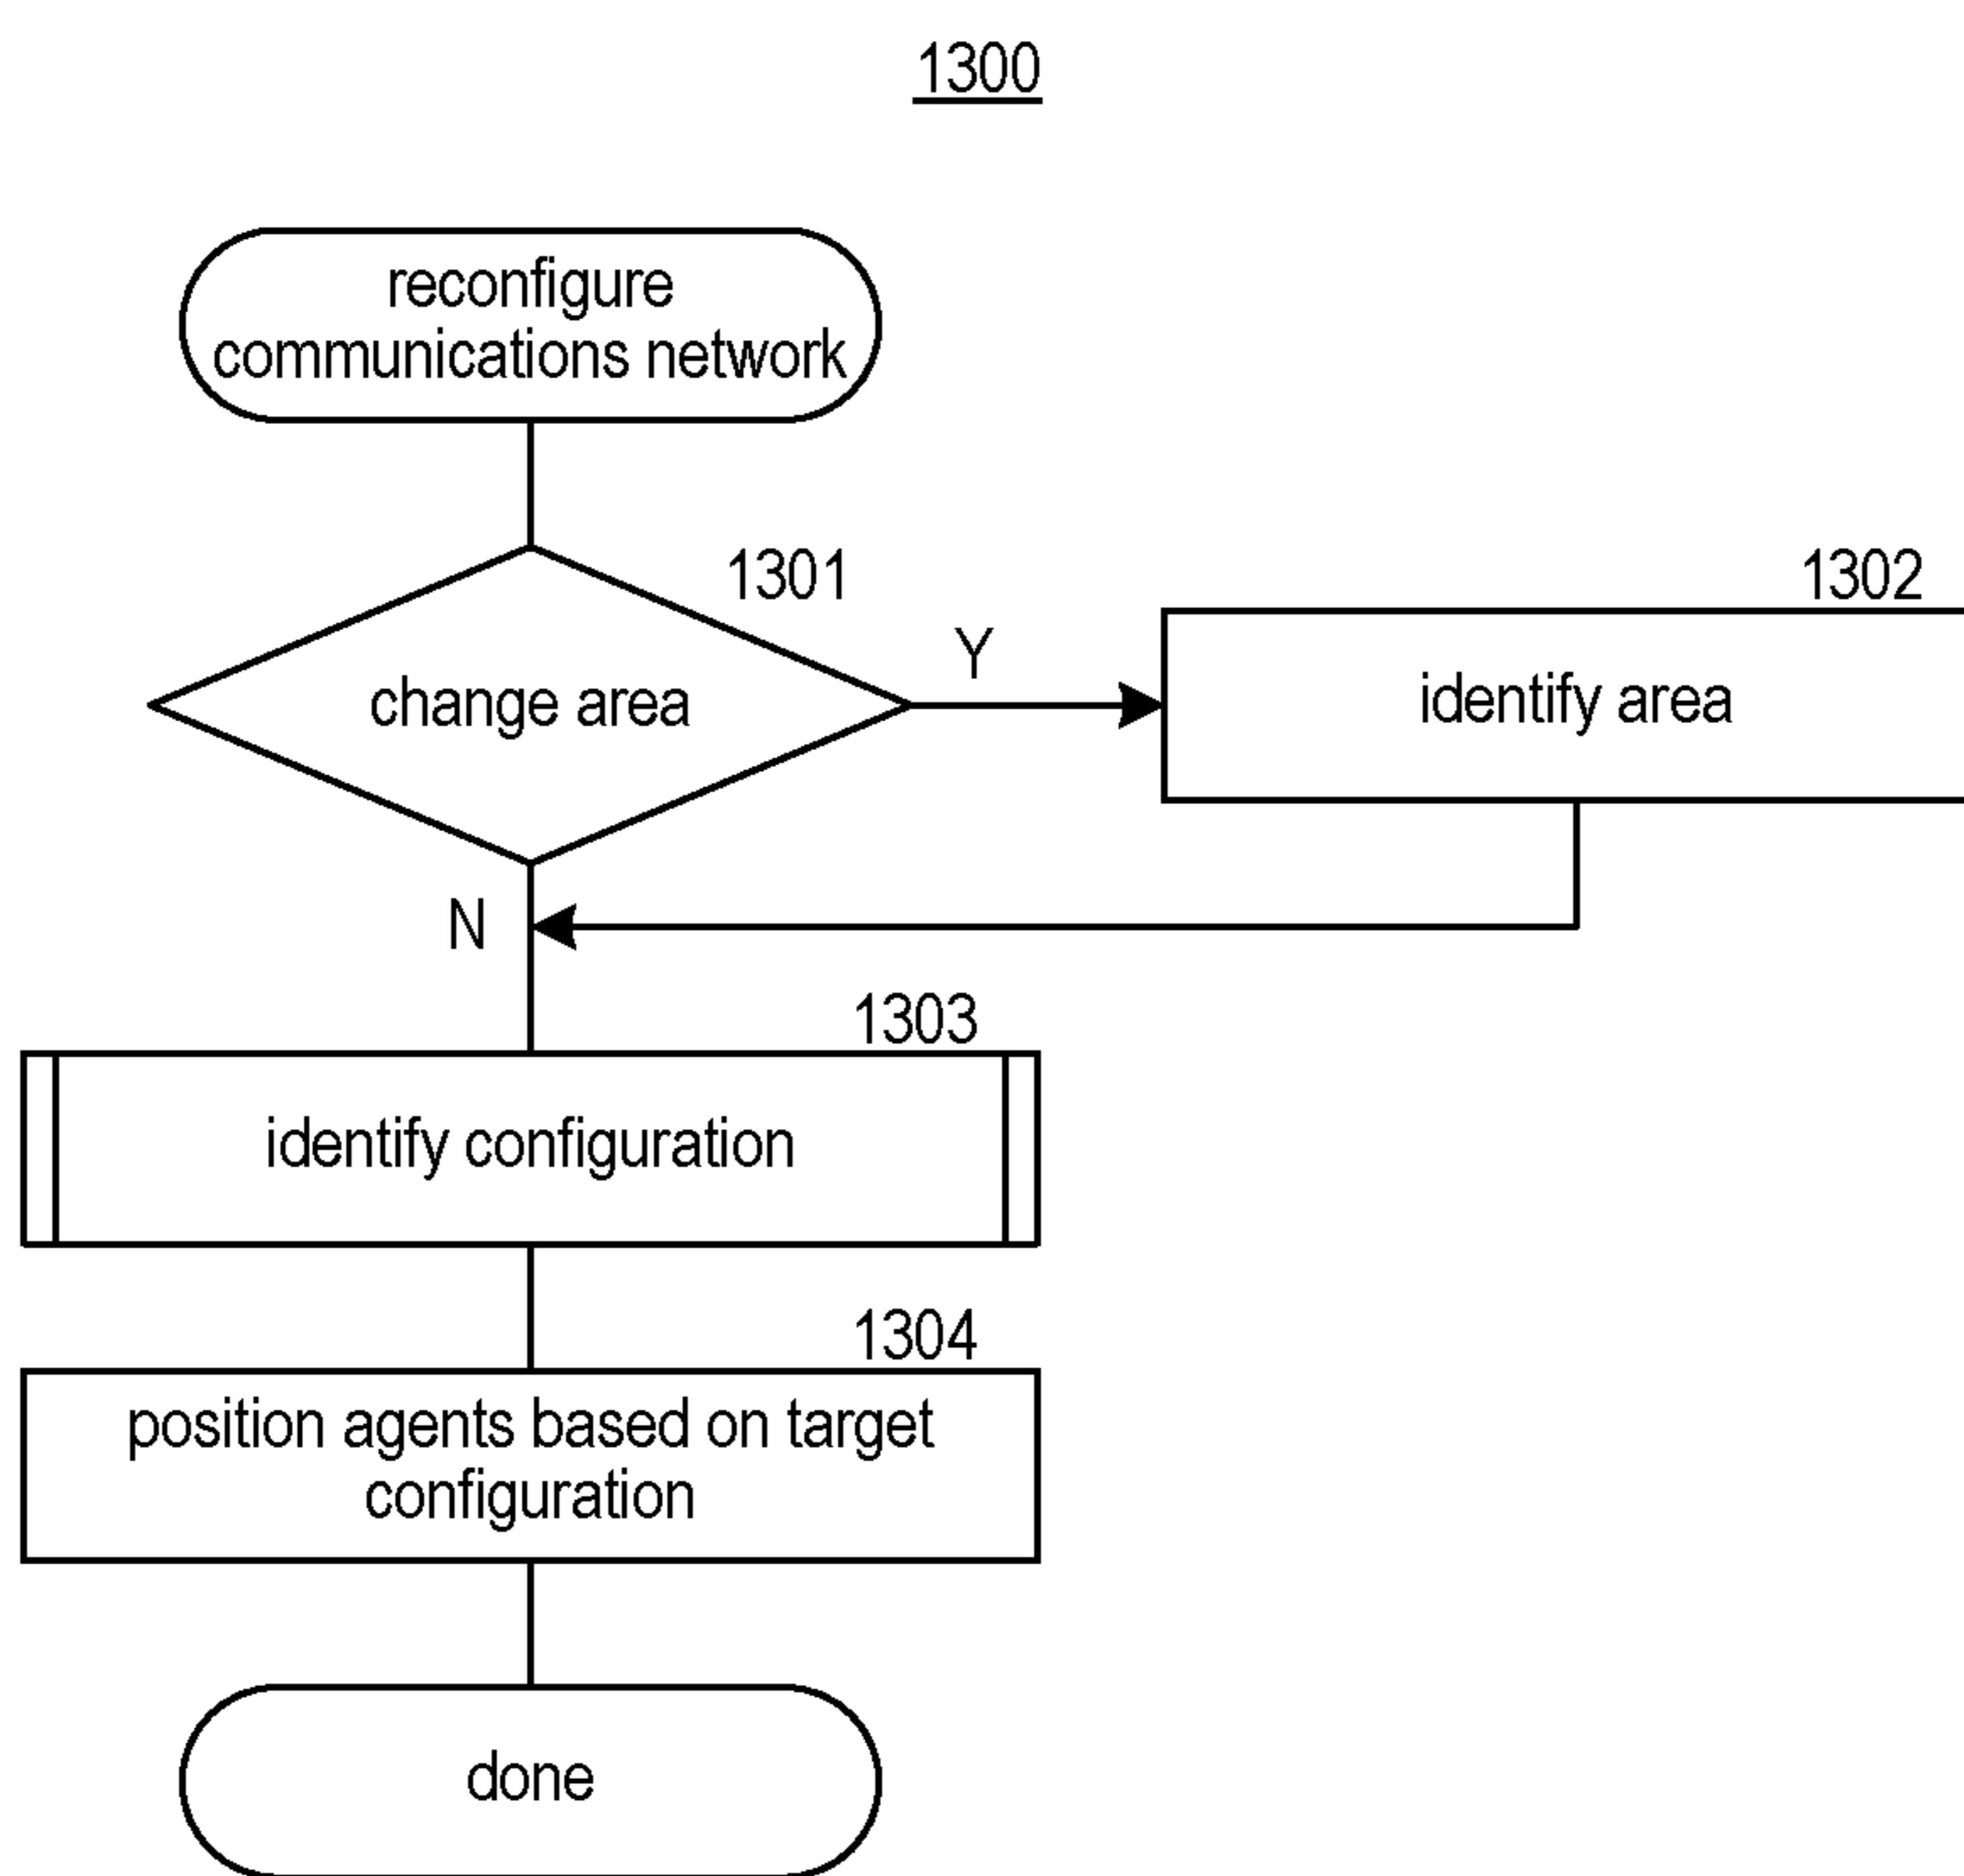 1300
reconfigure
communications network
1301
change area
Y
1302
identify area
N
1303
identify configuration
1304
position agents based on target
configuration
done